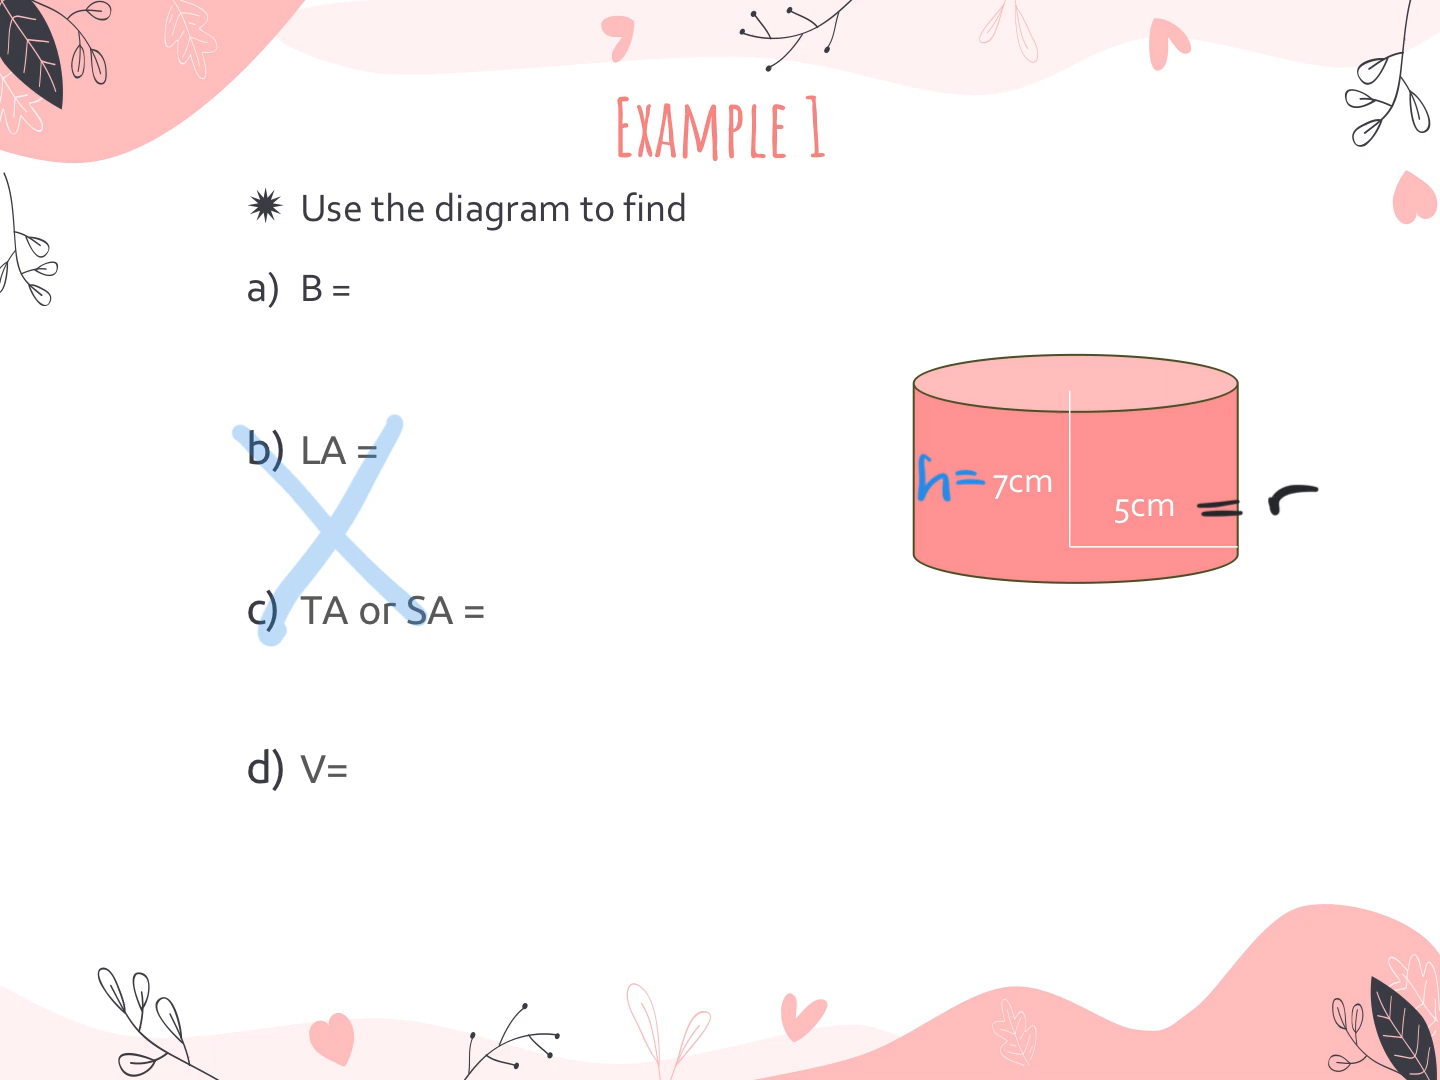 Example 1
Use the diagram to find
a) B =
b) LA =
h= 7cm
5cm = r
c) TA or SA =
d) V=